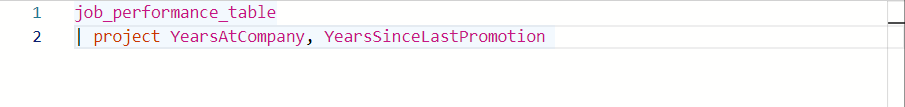 1 job_performance_table
2 | project YearsAtCompany, YearsSinceLastPromotion